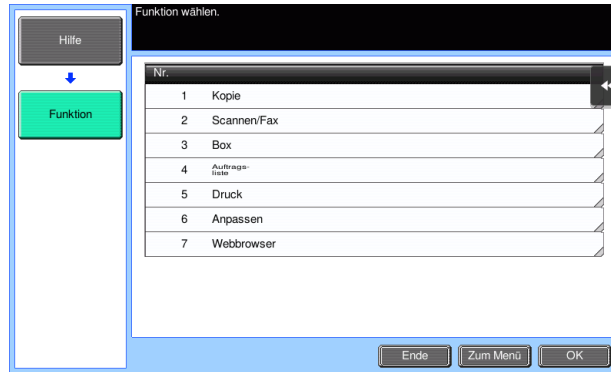 Funktion wählen.
Hilfe
Funktion
Nr.
1 Kopie
2 Scannen/Fax
3 Box
4 Auftrags-
liste
5 Druck
6 Anpassen
7 Webbrowser
Ende Zum Menü OK